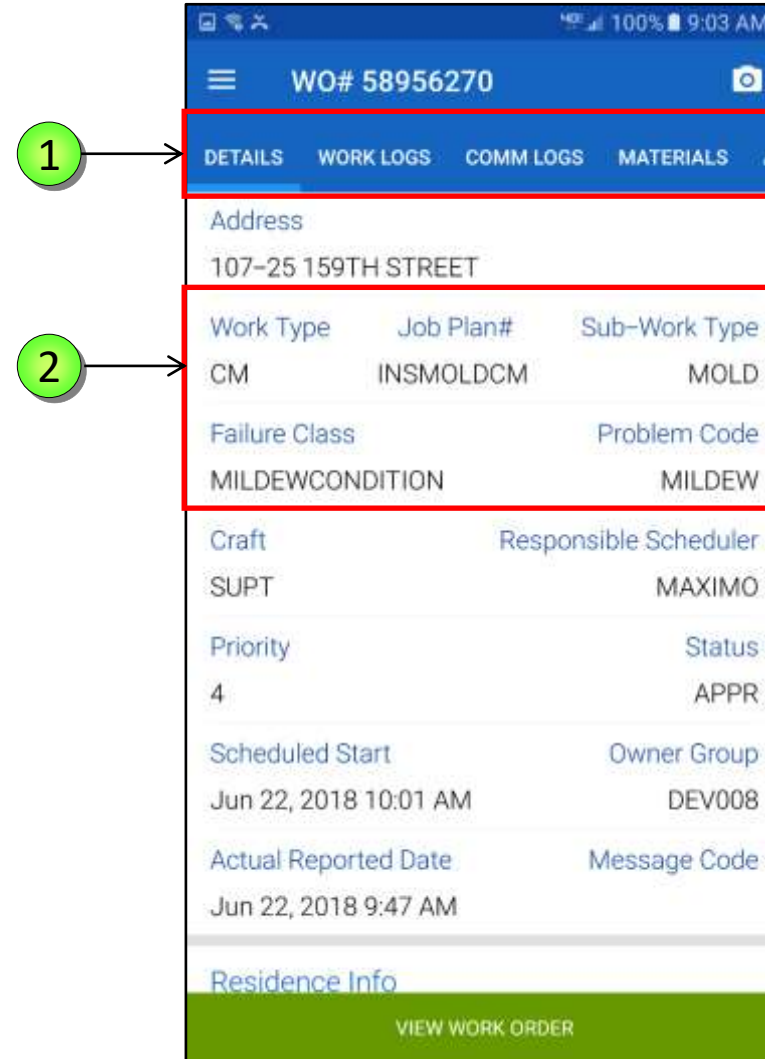 100% 9:03 AM
WO# 58956270
1
DETAILS WORK LOGS COMM LOGS MATERIALS
Address
107-25 159TH STREET
2
Work Type Job Plan# Sub-Work Type
CM INSMOLDCM MOLD
Failure Class Problem Code
MILDEWCONDITION MILDEW
Craft Responsible Scheduler
SUPT MAXIMO
Priority Status
4 APPR
Scheduled Start Owner Group
Jun 22, 2018 10:01 AM DEV008
Actual Reported Date Message Code
Jun 22, 2018 9:47 AM
Residence Info
VIEW WORK ORDER